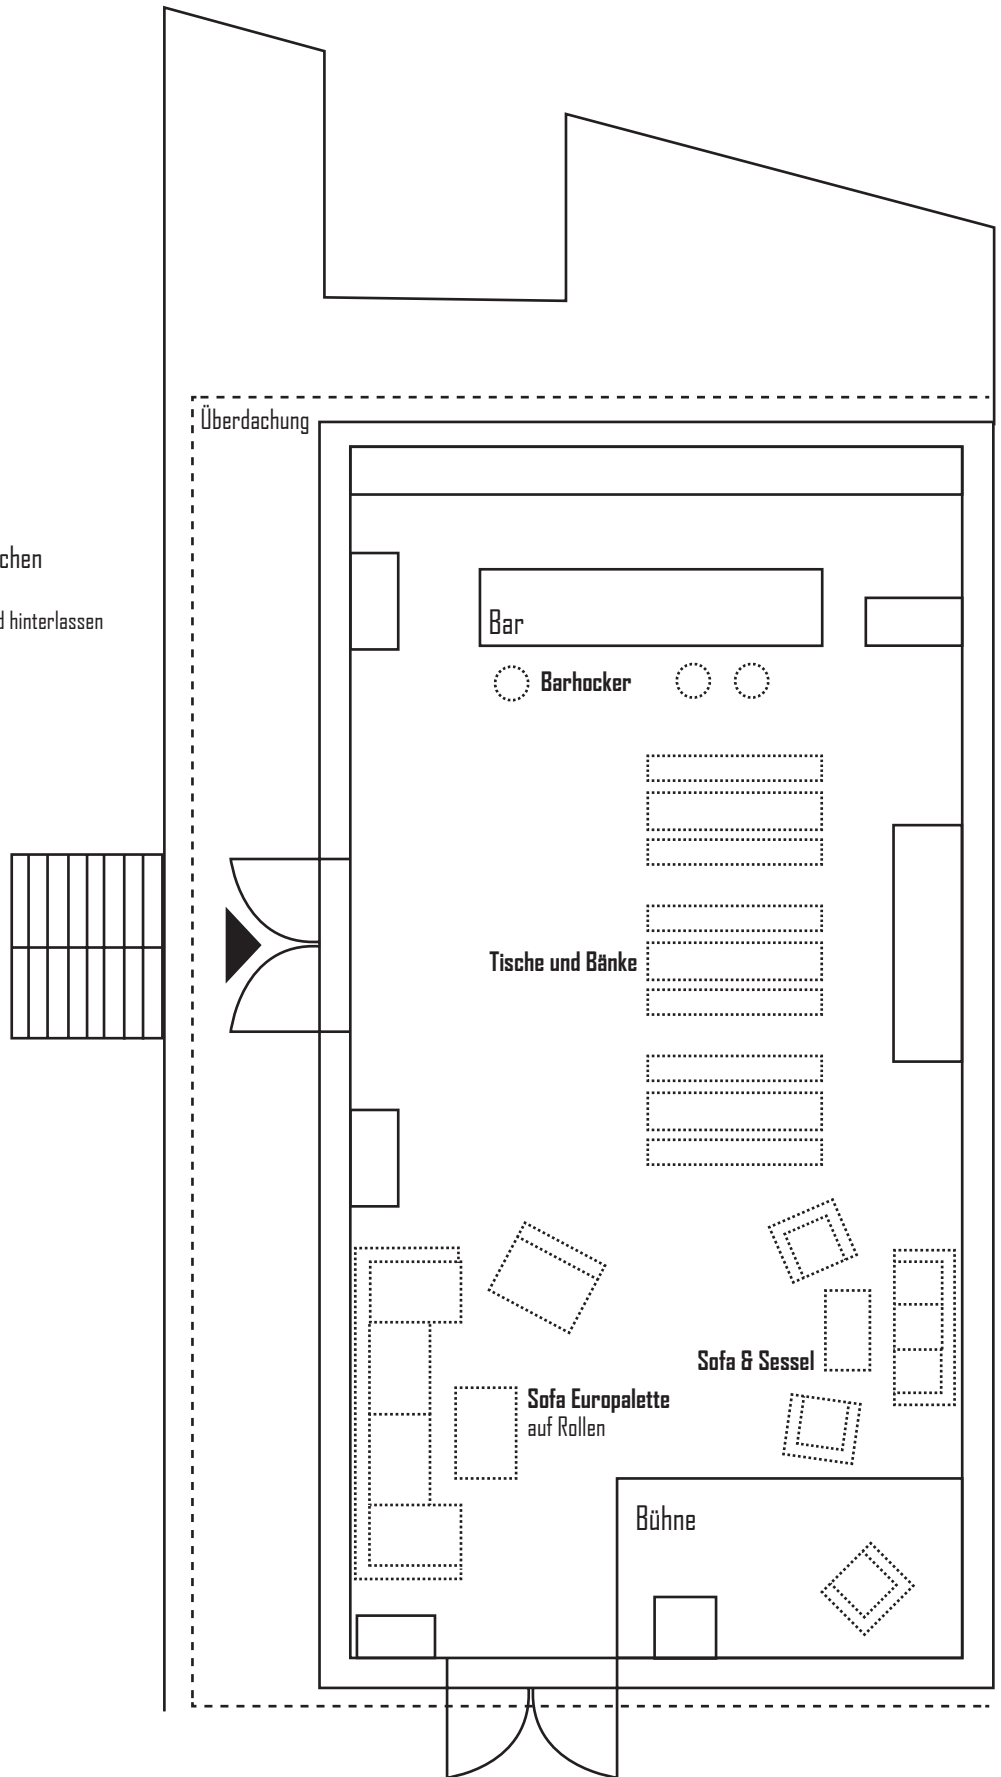 Überdachung
chen
hinterlassen
Bar
Barhocker
Tische und Bänke
Sofa & Sessel
Sofa Europalette
auf Rollen
Bühne